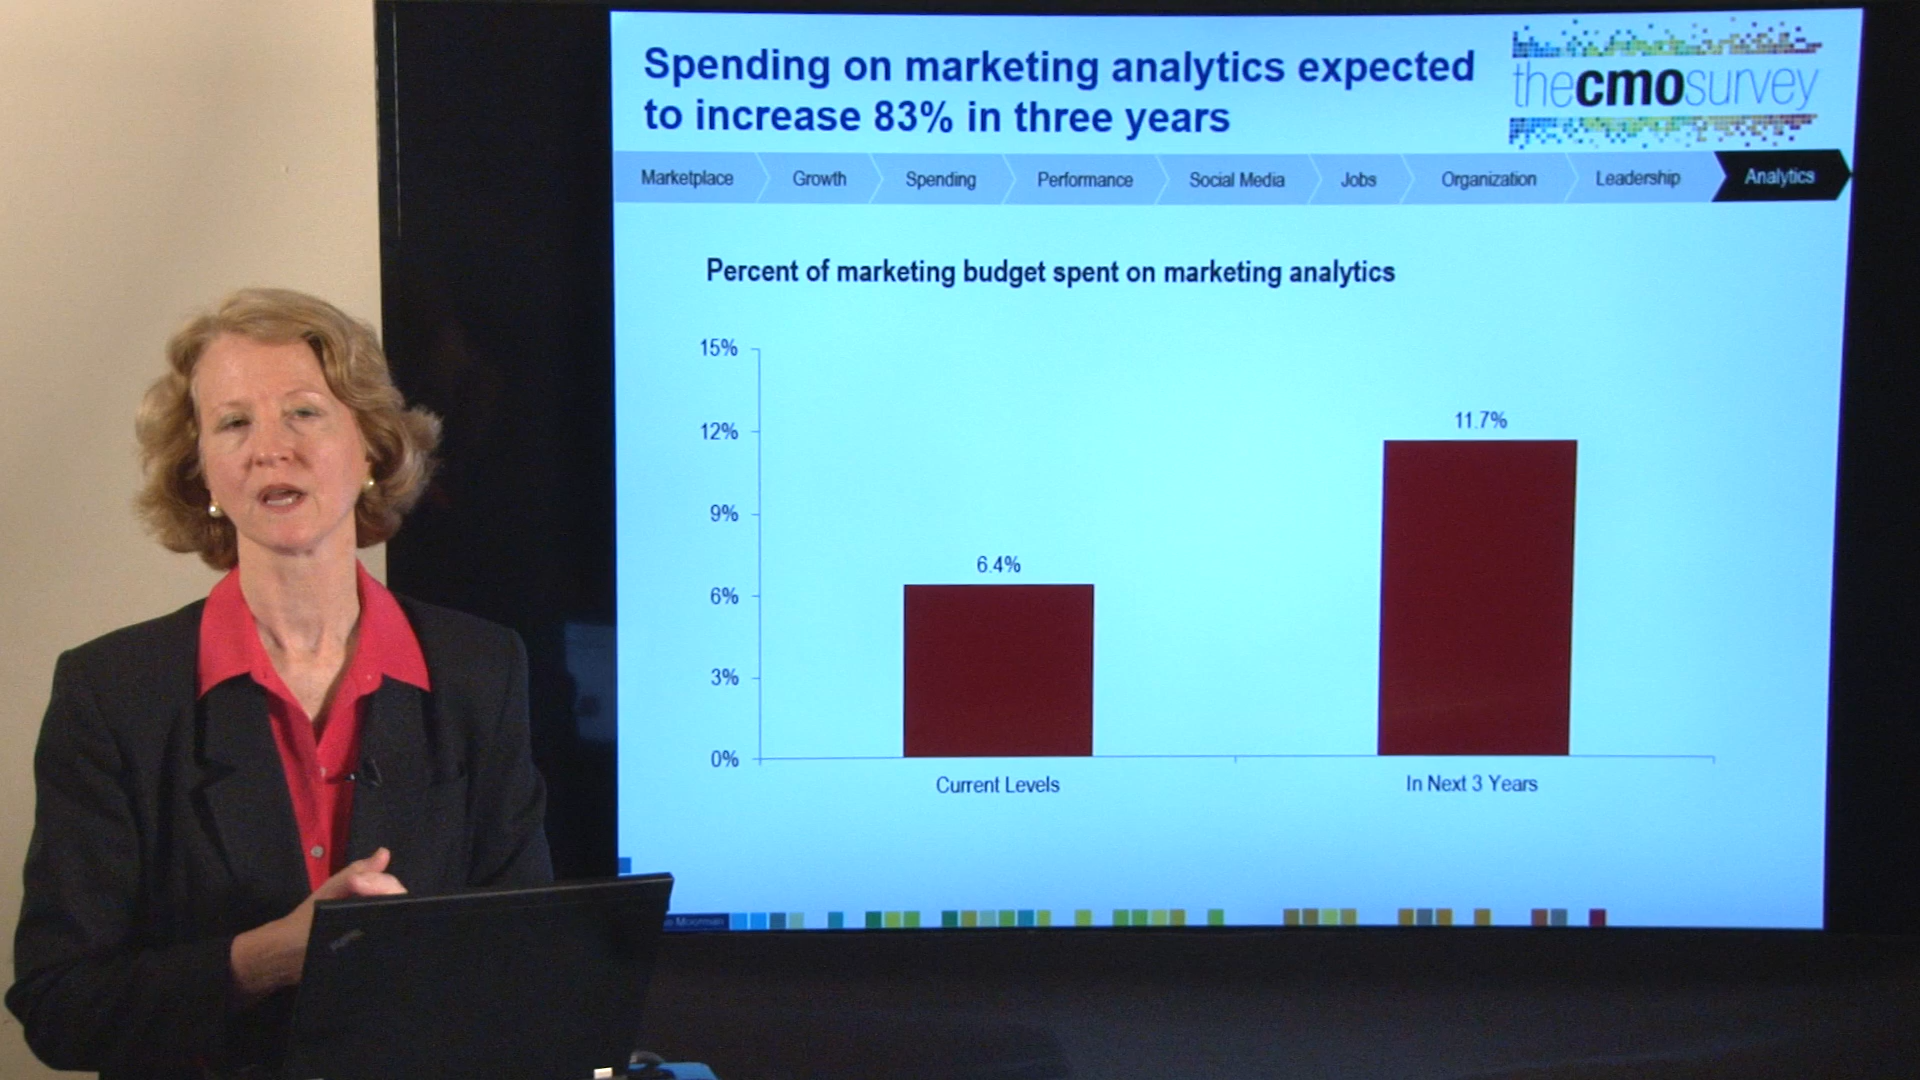 Spending on marketing analytics expected
to increase 83% in three years
thecmosurvey
Marketplace Growth Spending Performance Social Media Jobs Organization Leadership Analytics
Percent of marketing budget spent on marketing analytics
15%
12%
9%
6%
3%
0%
6.4%
11.7%
Current Levels
In Next 3 Years
Moorman